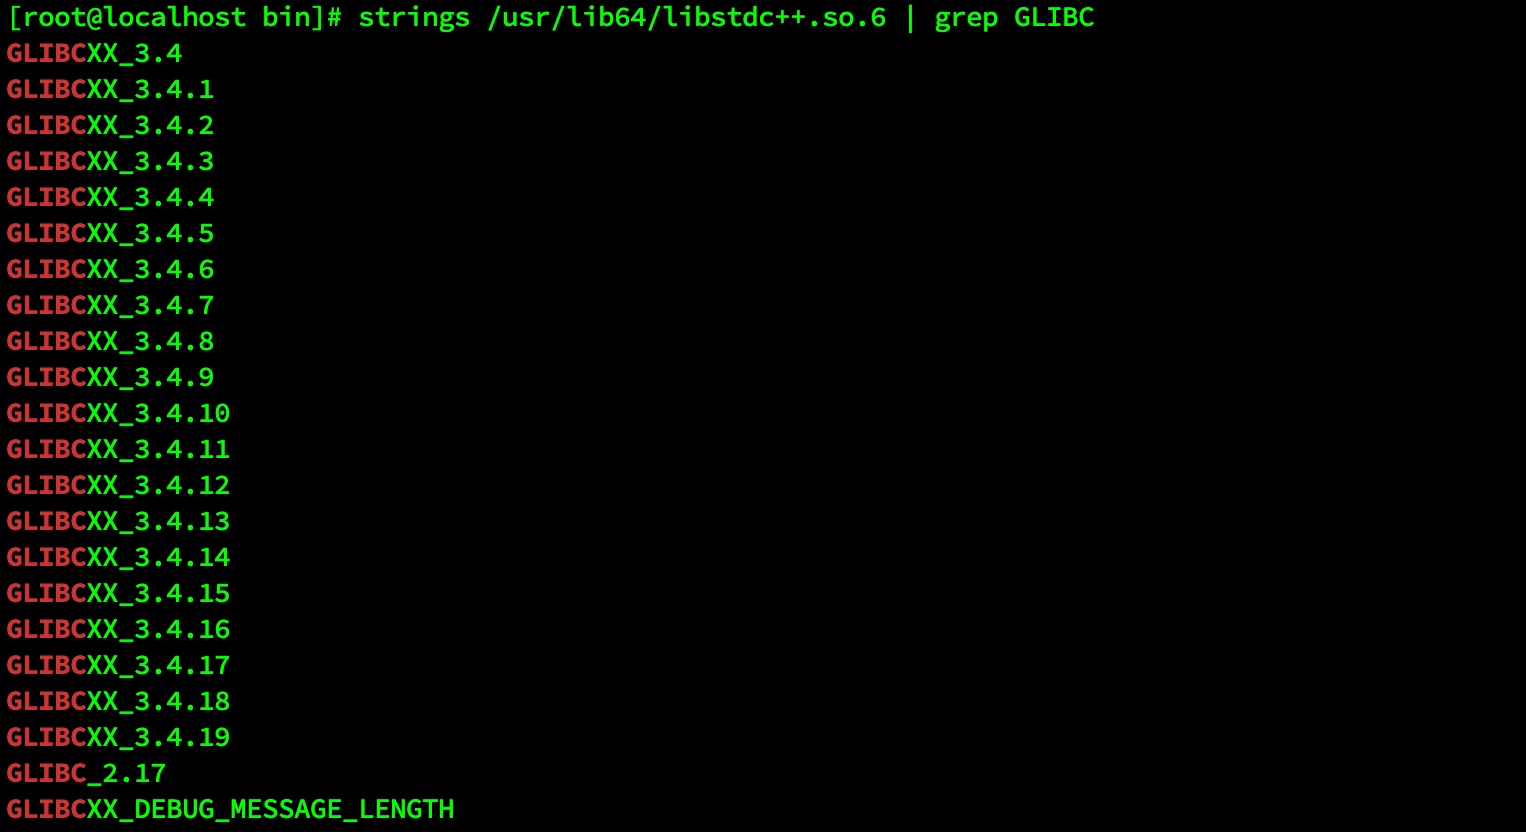 [root@localhost bin]# strings /usr/lib64/libstdc++.so.6 | grep GLIBC
GLIBCXX_3.4
GLIBCXX_3.4.1
GLIBCXX_3.4.2
GLIBCXX_3.4.3
GLIBCXX_3.4.4
GLIBCXX_3.4.5
GLIBCXX_3.4.6
GLIBCXX_3.4.7
GLIBCXX_3.4.8
GLIBCXX_3.4.9
GLIBCXX_3.4.10
GLIBCXX_3.4.11
GLIBCXX_3.4.12
GLIBCXX_3.4.13
GLIBCXX_3.4.14
GLIBCXX_3.4.15
GLIBCXX_3.4.16
GLIBCXX_3.4.17
GLIBCXX_3.4.18
GLIBCXX_3.4.19
GLIBC_2.17
GLIBCXX_DEBUG_MESSAGE_LENGTH